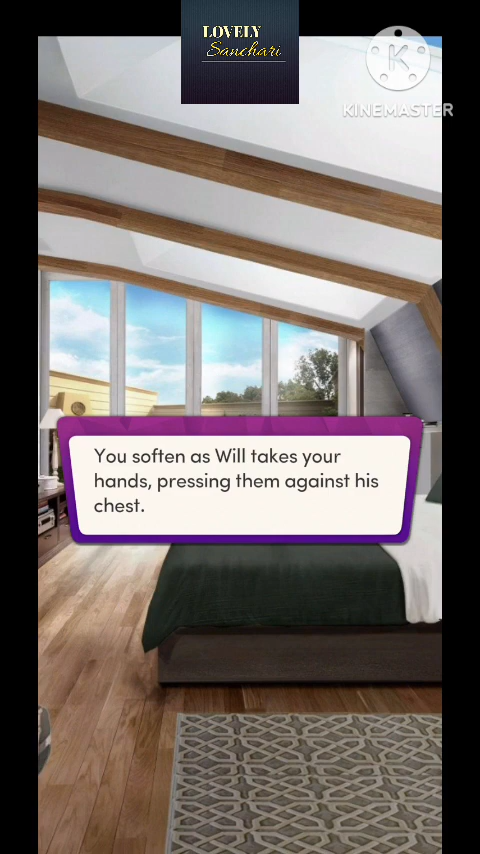 LOVELY
Sanchari
K
KINEMASTER
You soften as Will takes your
hands, pressing them against his
chest.